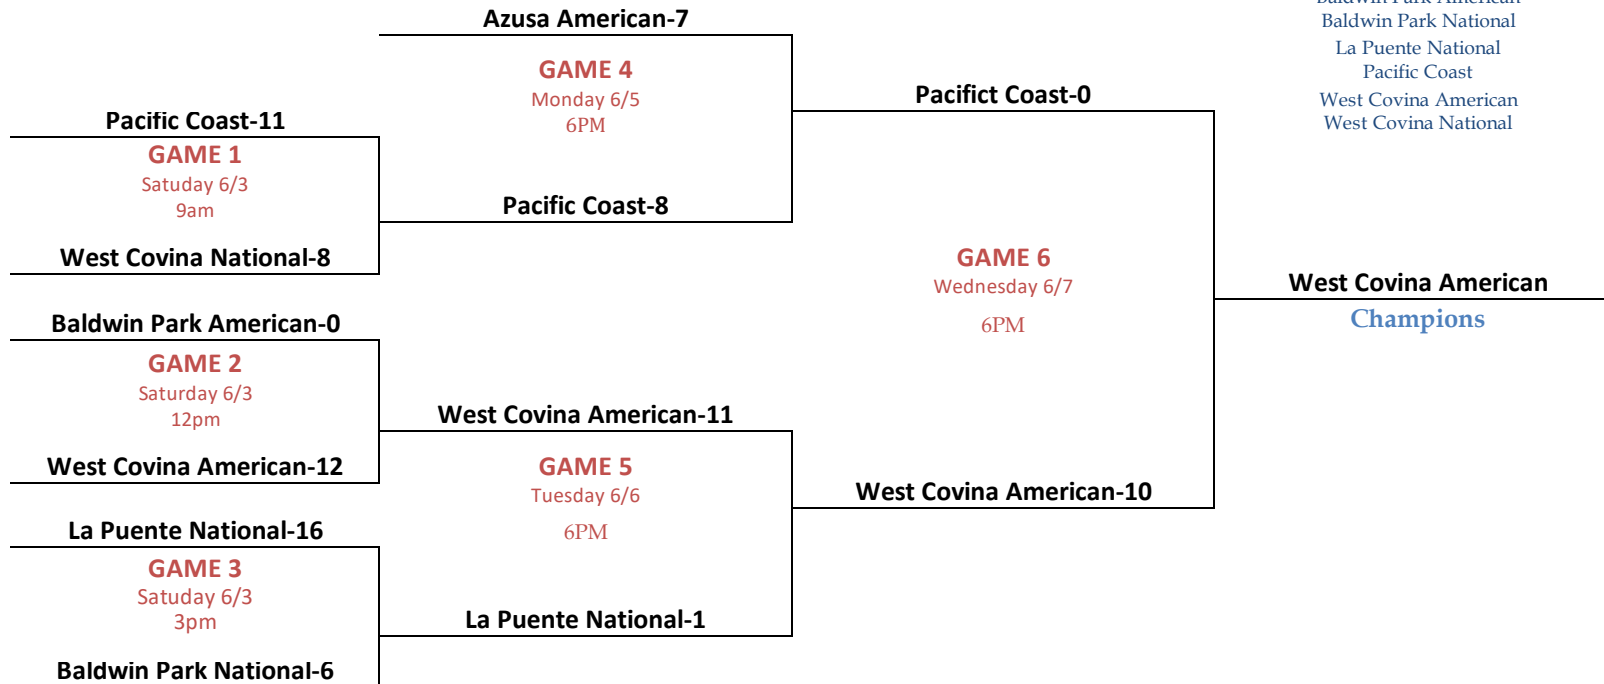 Azusa American-7
Baldwin Park American
Baldwin Park National
La Puente National
Pacific Coast
West Covina American
West Covina National
GAME 4
Monday 6/5
6PM
Pacifict Coast-0
Pacific Coast-11
GAME 1
Satuday 6/3
9am
Pacific Coast-8
West Covina National-8
GAME 6
Wednesday 6/7
6PM
West Covina American
Champions
Baldwin Park American-0
GAME 2
Saturday 6/3
12pm
West Covina American-11
West Covina American-12
GAME 5
Tuesday 6/6
6PM
West Covina American-10
La Puente National-16
GAME 3
Satuday 6/3
3pm
La Puente National-1
Baldwin Park National-6